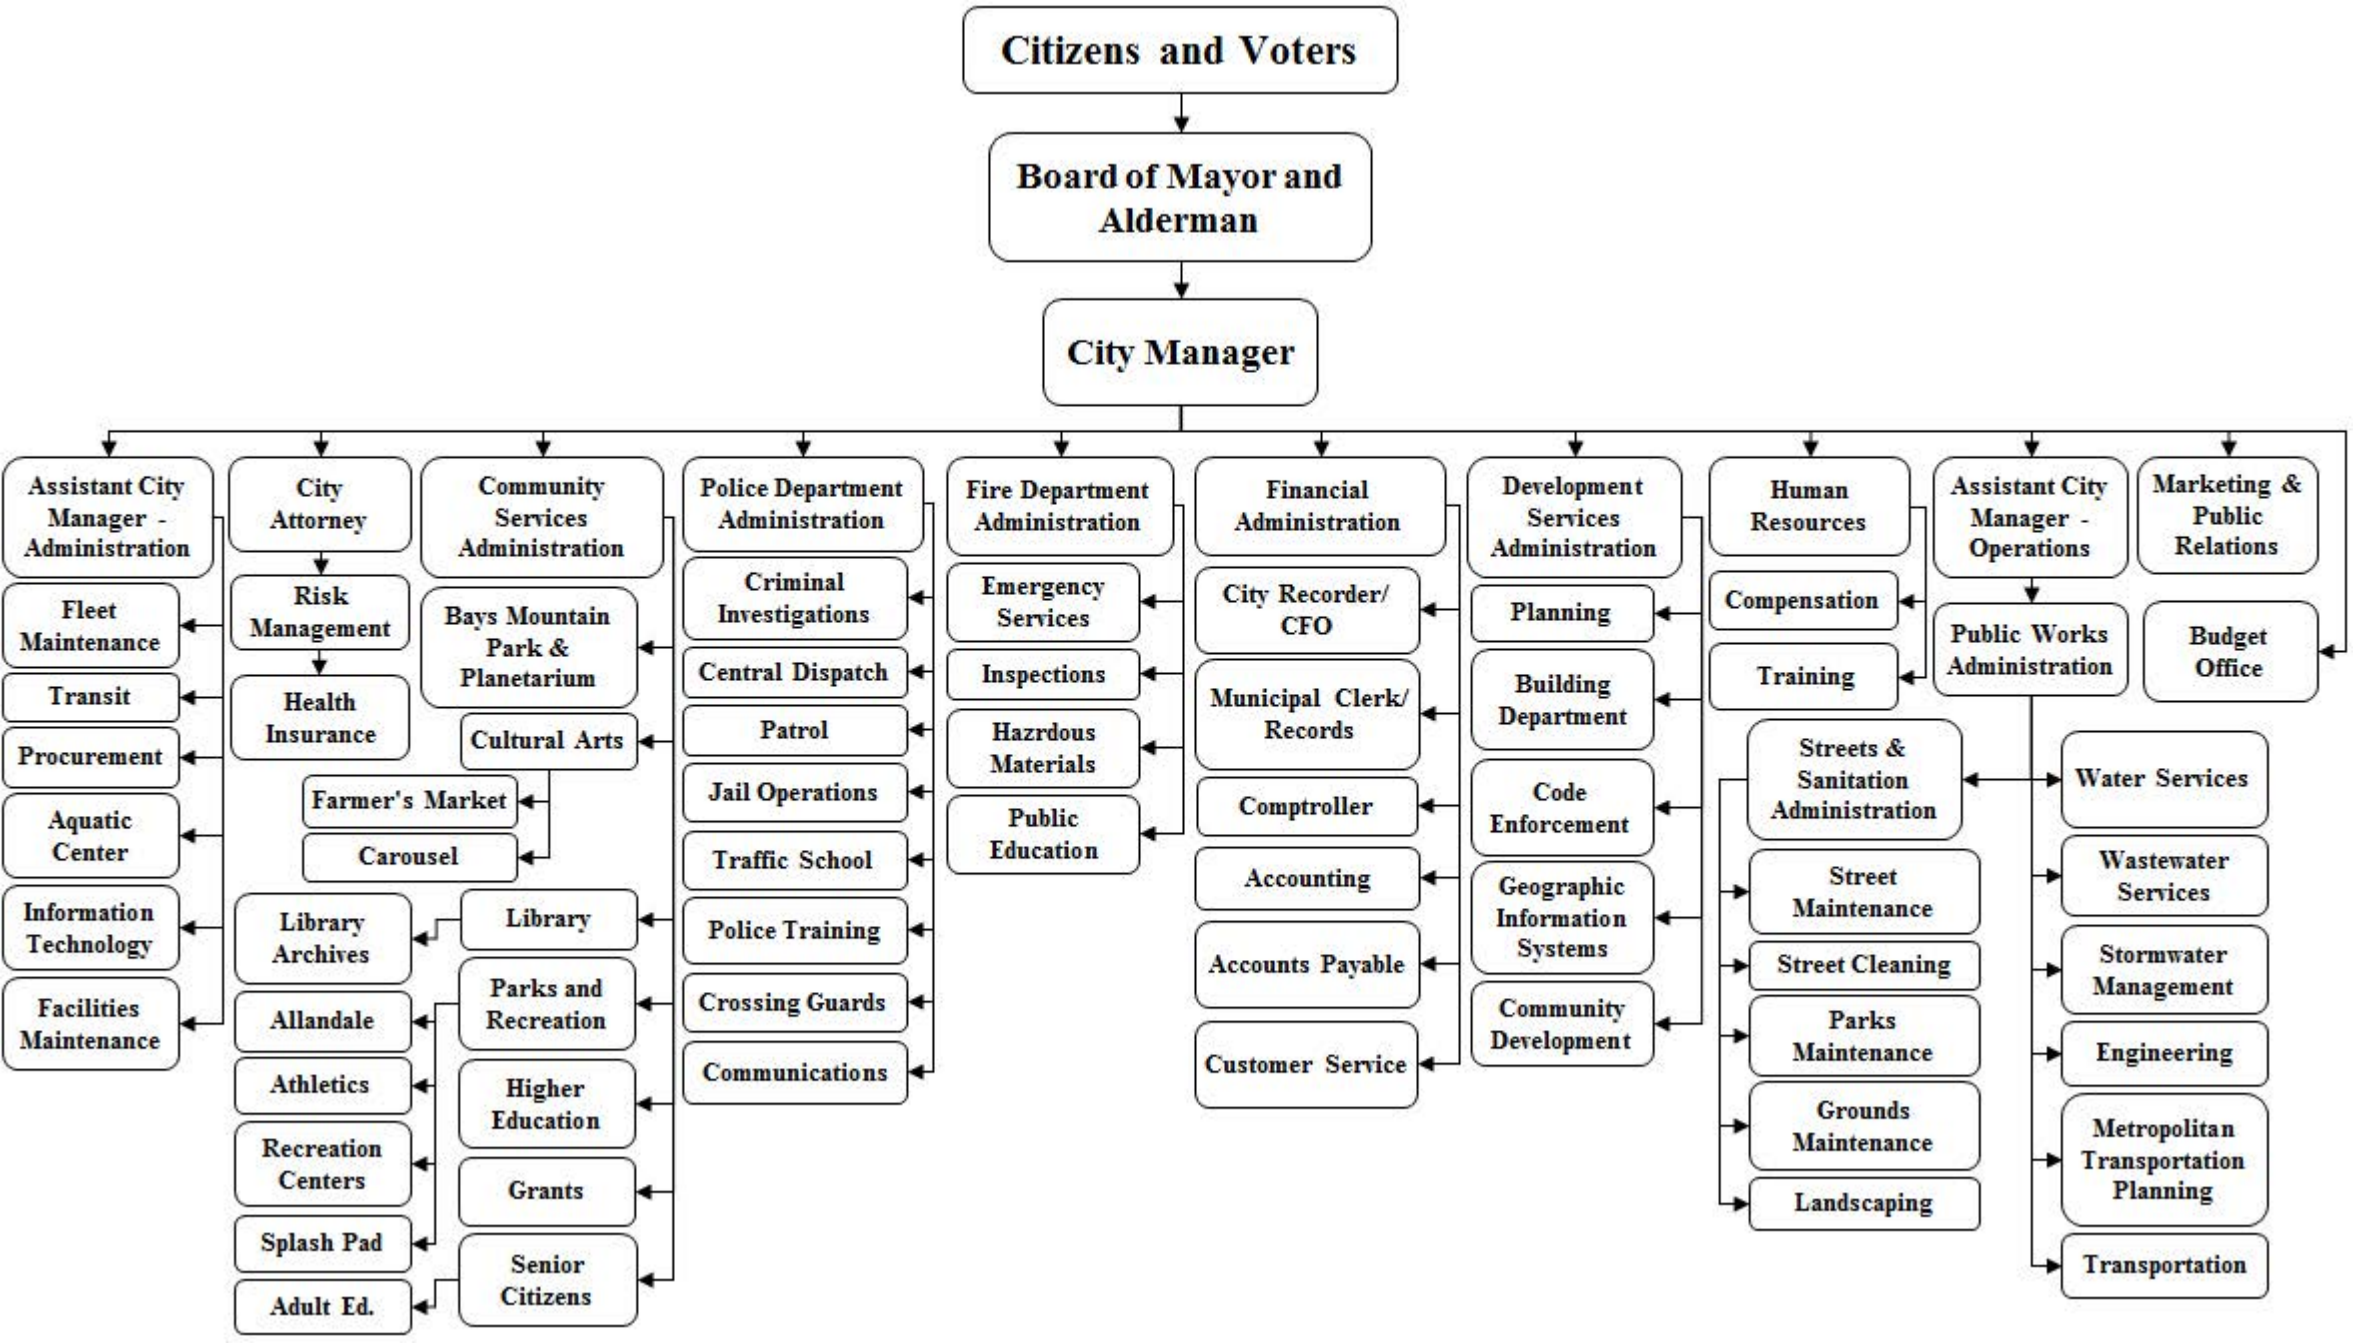 Citizens and Voters
Board of Mayor and
Alderman
City Manager
Assistant City
Manager -
Administration
Fleet
Maintenance
Transit
Procurement
Aquatic
Center
Information
Technology
Facilities
Maintenance
City
Attorney
Risk
Management
Health
Insurance
Community
Services
Administration
Bays Mountain
Park &
Planetarium
Cultural Arts
Farmer's Market
Carousel
Library
Library
Archives
Parks and
Recreation
Allandale
Athletics
Recreation
Centers
Splash Pad
Higher
Education
Grants
Senior
Citizens
Adult Ed.
Police Department
Administration
Criminal
Investigations
Central Dispatch
Patrol
Jail Operations
Traffic School
Police Training
Crossing Guards
Communications
Fire Department
Administration
Emergency
Services
Inspections
Hazrdous
Materials
Public
Education
Financial
Administration
City Recorder/
CFO
Municipal Clerk/
Records
Comptroller
Accounting
Accounts Payable
Customer Service
Development
Services
Administration
Planning
Building
Department
Code
Enforcement
Geographic
Information
Systems
Community
Development
Human
Resources
Compensation
Training
Assistant City
Manager -
Operations
Public Works
Administration
Streets &
Sanitation
Administration
Street
Maintenance
Street Cleaning
Parks
Maintenance
Grounds
Maintenance
Landscaping
Water Services
Wastewater
Services
Stormwater
Management
Engineering
Metropolitan
Transportation
Planning
Transportation
Marketing &
Public
Relations
Budget
Office